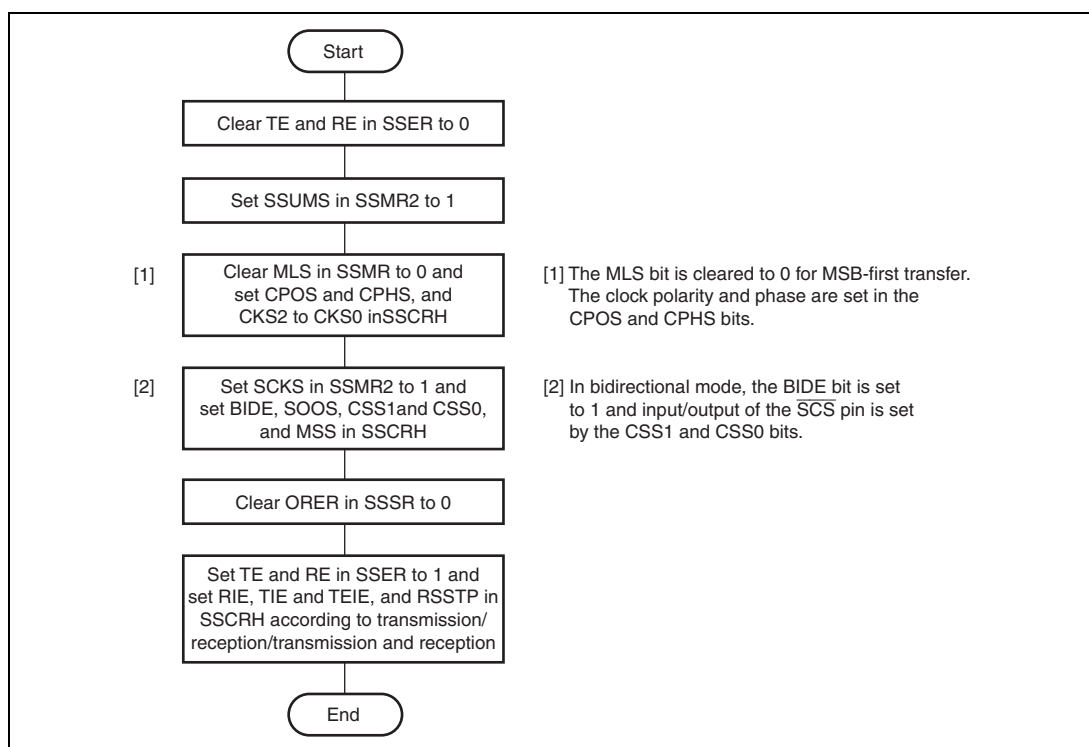 Start
Clear TE and RE in SSER to 0
Set SSUMS in SSMR2 to 1
[1]
Clear MLS in SSMR to 0 and
set CPOS and CPHS, and
CKS2 to CKS0 inSSCRH
[1] The MLS bit is cleared to 0 for MSB-first transfer.
The clock polarity and phase are set in the
CPOS and CPHS bits.
[2]
Set SCKS in SSMR2 to 1 and
set BIDE, SOOS, CSS1and CSS0,
and MSS in SSCRH
[2] In bidirectional mode, the BIDE bit is set
to 1 and input/output of the SCS pin is set
by the CSS1 and CSS0 bits.
Clear ORER in SSSR to 0
Set TE and RE in SSER to 1 and
set RIE, TIE and TEIE, and RSSTP in
SSCRH according to transmission/
reception/transmission and reception
End